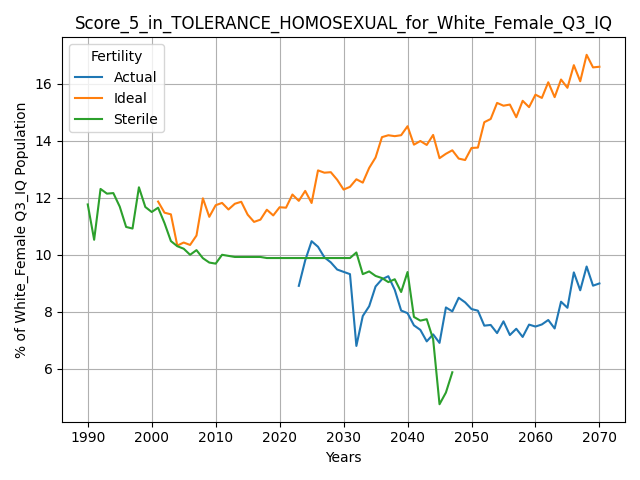 Score_5_in_TOLERANCE_HOMOSEXUAL_for_White_Female_Q3_IQ
Fertility
Actual
Ideal
Sterile
% of White_Female Q3_IQ Population
16
14
12
10
8
6
1990 2000 2010 2020 2030 2040 2050 2060 2070
Years